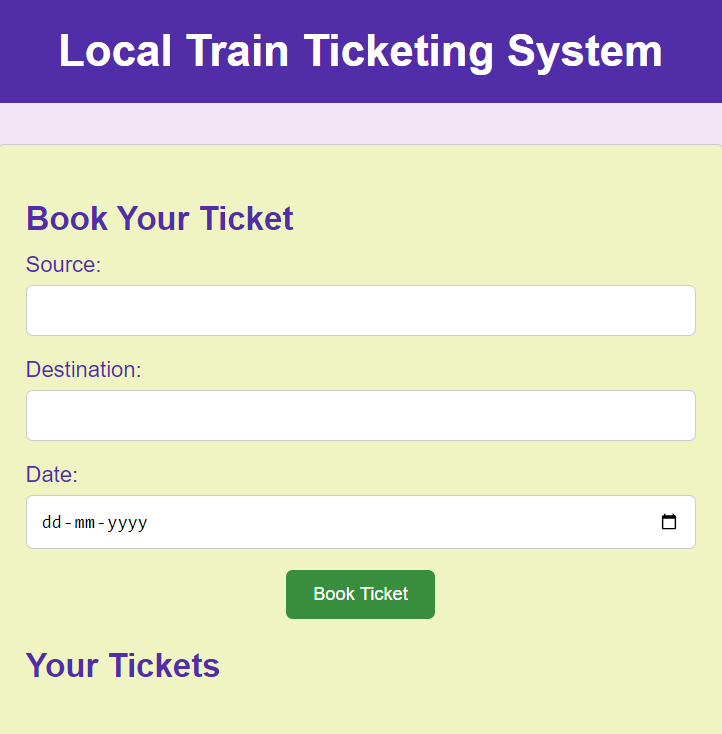 Local Train Ticketing System
Book Your Ticket
Source:
Destination:
Date:
dd-mm-yyyy
Book Ticket
Your Tickets